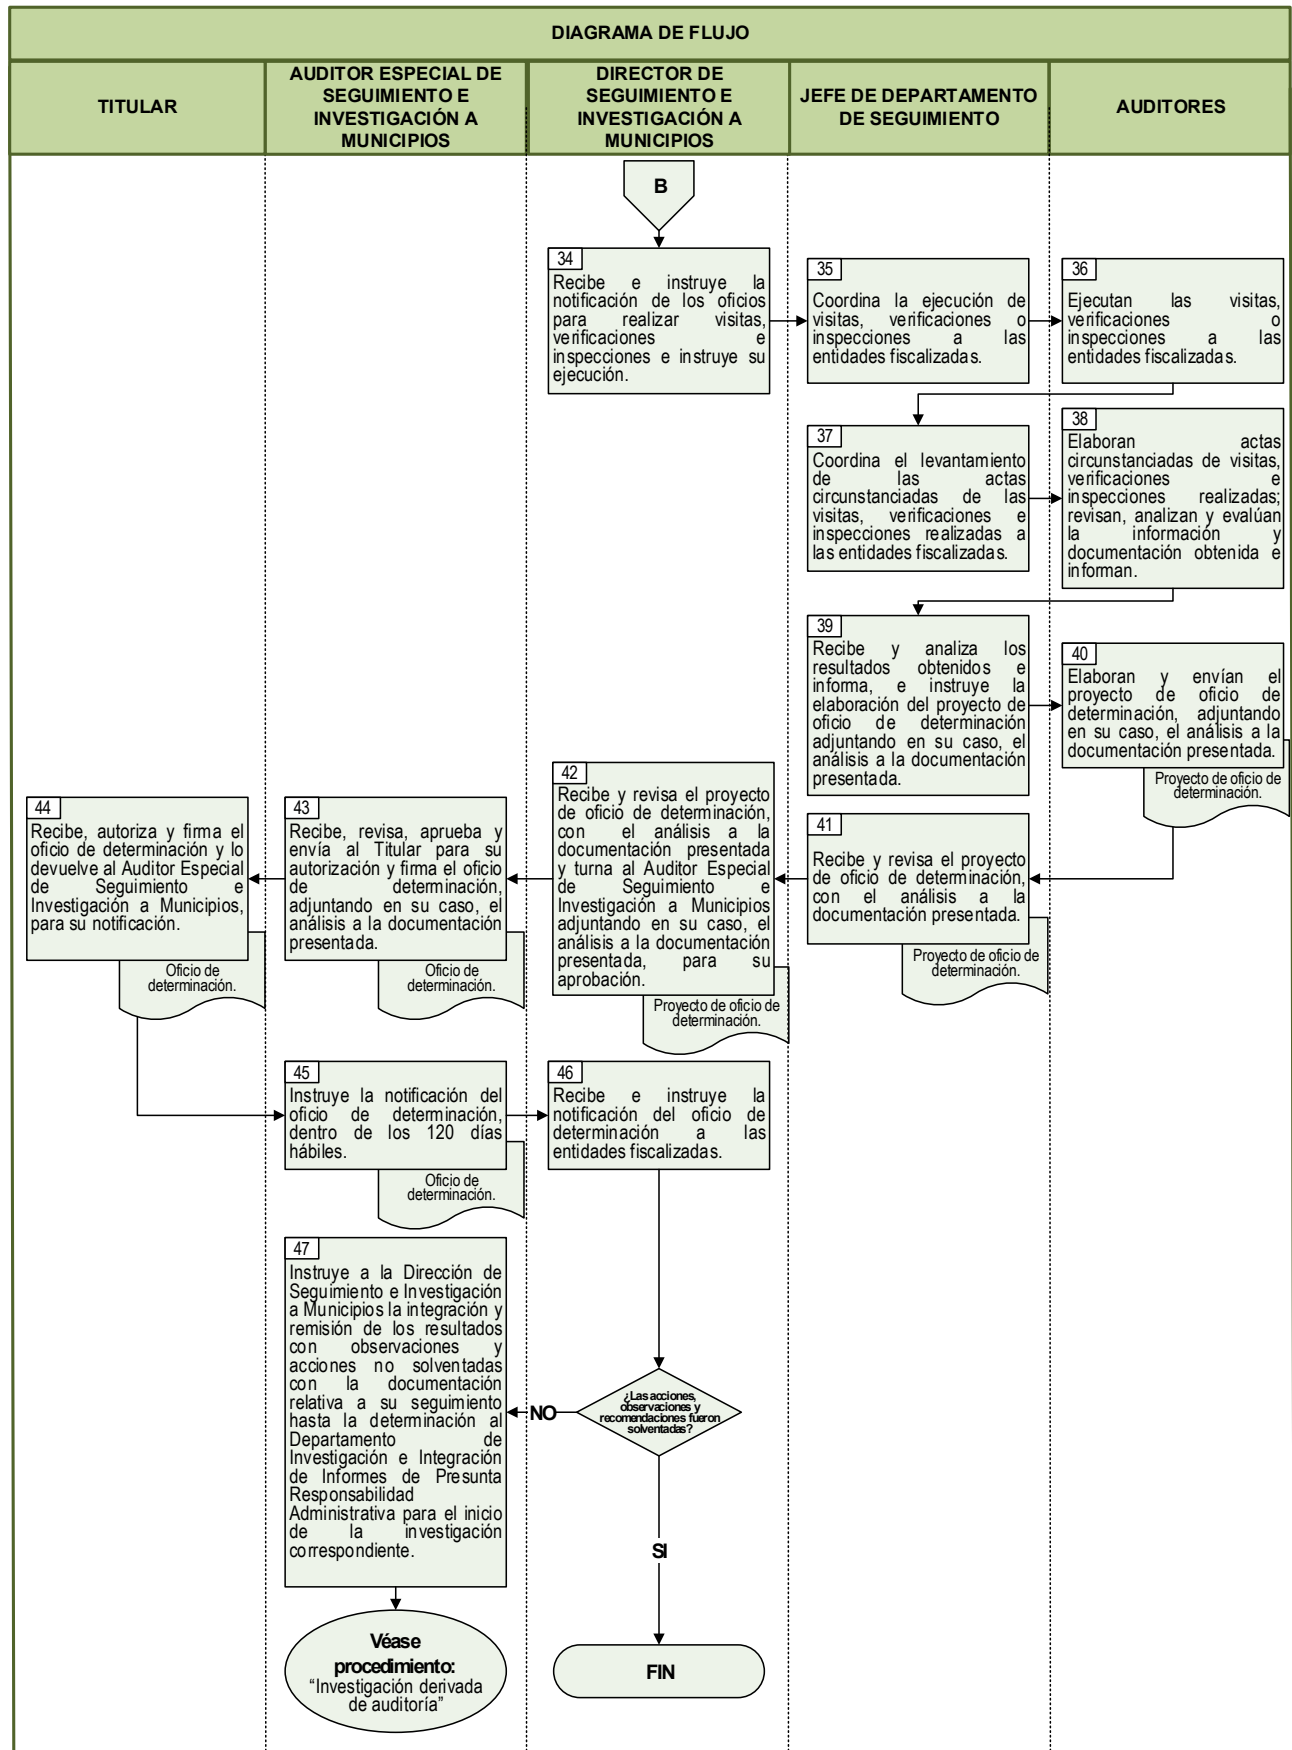 DIAGRAMA DE FLUJO
TITULAR
AUDITOR ESPECIAL DE
SEGUIMIENTO E
INVESTIGACIÓN A
MUNICIPIOS
DIRECTOR DE
SEGUIMIENTO E
INVESTIGACIÓN A
MUNICIPIOS
JEFE DE DEPARTAMENTO
DE SEGUIMIENTO
AUDITORES
B
34
Recibe e instruye la
notificación de los oficios
para realizar visitas,
verificaciones e
inspecciones e instruye su
ejecución.
35
Coordina la ejecución de
visitas, verificaciones o
inspecciones a las
entidades fiscalizadas.
36
Ejecutan las visitas,
verificaciones o
inspecciones a las
entidades fiscalizadas.
37
Coordina el levantamiento
de las actas
circunstanciadas de las
visitas, verificaciones e
inspecciones realizadas a
las entidades fiscalizadas.
38
Elaboran actas
circunstanciadas de visitas,
verificaciones e
inspecciones realizadas;
revisan, analizan y evalúan
la información y
documentación obtenida e
informan.
39
Recibe y analiza los
resultados obtenidos e
informa, e instruye la
elaboración del proyecto de
oficio de determinación
adjuntando en su caso, el
análisis a la documentación
presentada.
40
Elaboran y envían el
proyecto de oficio de
determinación, adjuntando
en su caso, el análisis a la
documentación presentada.
Proyecto de oficio de
determinación.
41
Recibe y revisa el proyecto
de oficio de determinación,
con el análisis a la
documentación presentada.
Proyecto de oficio de
determinación.
42
Recibe y revisa el proyecto
de oficio de determinación,
con el análisis a la
documentación presentada
y turna al Auditor Especial
de Seguimiento e
Investigación a Municipios
adjuntando en su caso, el
análisis a la documentación
presentada, para su
aprobación.
Proyecto de oficio de
determinación.
43
Recibe, revisa, aprueba y
envía al Titular para su
autorización y firma el oficio
de determinación,
adjuntando en su caso, el
análisis a la documentación
presentada.
Oficio de
determinación.
44
Recibe, autoriza y firma el
oficio de determinación y lo
devuelve al Auditor Especial
de Seguimiento e
Investigación a Municipios,
para su notificación.
Oficio de
determinación.
45
Instruye la notificación del
oficio de determinación,
dentro de los 120 días
hábiles.
Oficio de
determinación.
46
Recibe e instruye la
notificación del oficio de
determinación a las
entidades fiscalizadas.
¿Las acciones,
observaciones y
recomendaciones fueron
solventadas?
NO
SI
47
Instruye a la Dirección de
Seguimiento e Investigación
a Municipios la integración y
remisión de los resultados
con observaciones y
acciones no solventadas
con la documentación
relativa a su seguimiento
hasta la determinación al
Departamento de
Investigación e Integración
de Informes de Presunta
Responsabilidad
Administrativa para el inicio
de la investigación
correspondiente.
Véase
procedimiento:
“Investigación derivada
de auditoría”
FIN